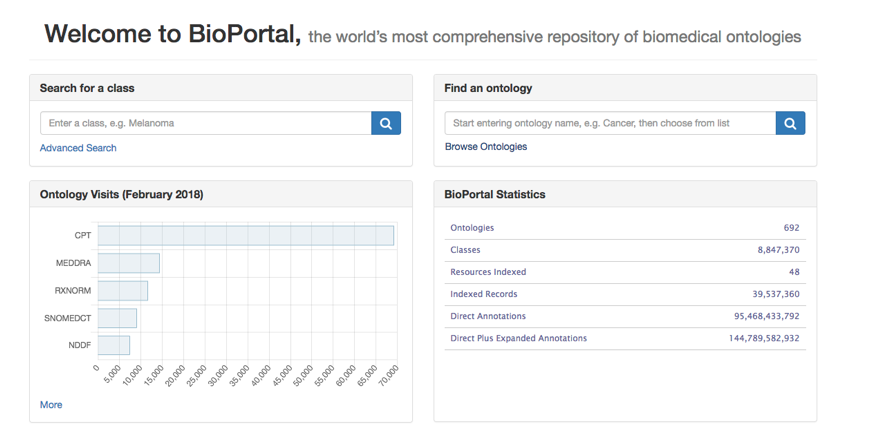 Welcome to BioPortal, the world's most comprehensive repository of biomedical ontologies
Search for a class
Enter a class, e.g. Melanoma
Advanced Search
Find an ontology
Start entering ontology name, e.g. Cancer, then choose from list
Browse Ontologies
Ontology Visits (February 2018)
CPT
MEDDRA
RXNORM
SNOMEDCT
NDDF
0 5,000 10,000 15,000 20,000 25,000 30,000 35,000 40,000 45,000 50,000 55,000 60,000 65,000 70,000
More
BioPortal Statistics
Ontologies 692
Classes 8,847,370
Resources Indexed 48
Indexed Records 39,537,360
Direct Annotations 95,468,433,792
Direct Plus Expanded Annotations 144,789,582,932